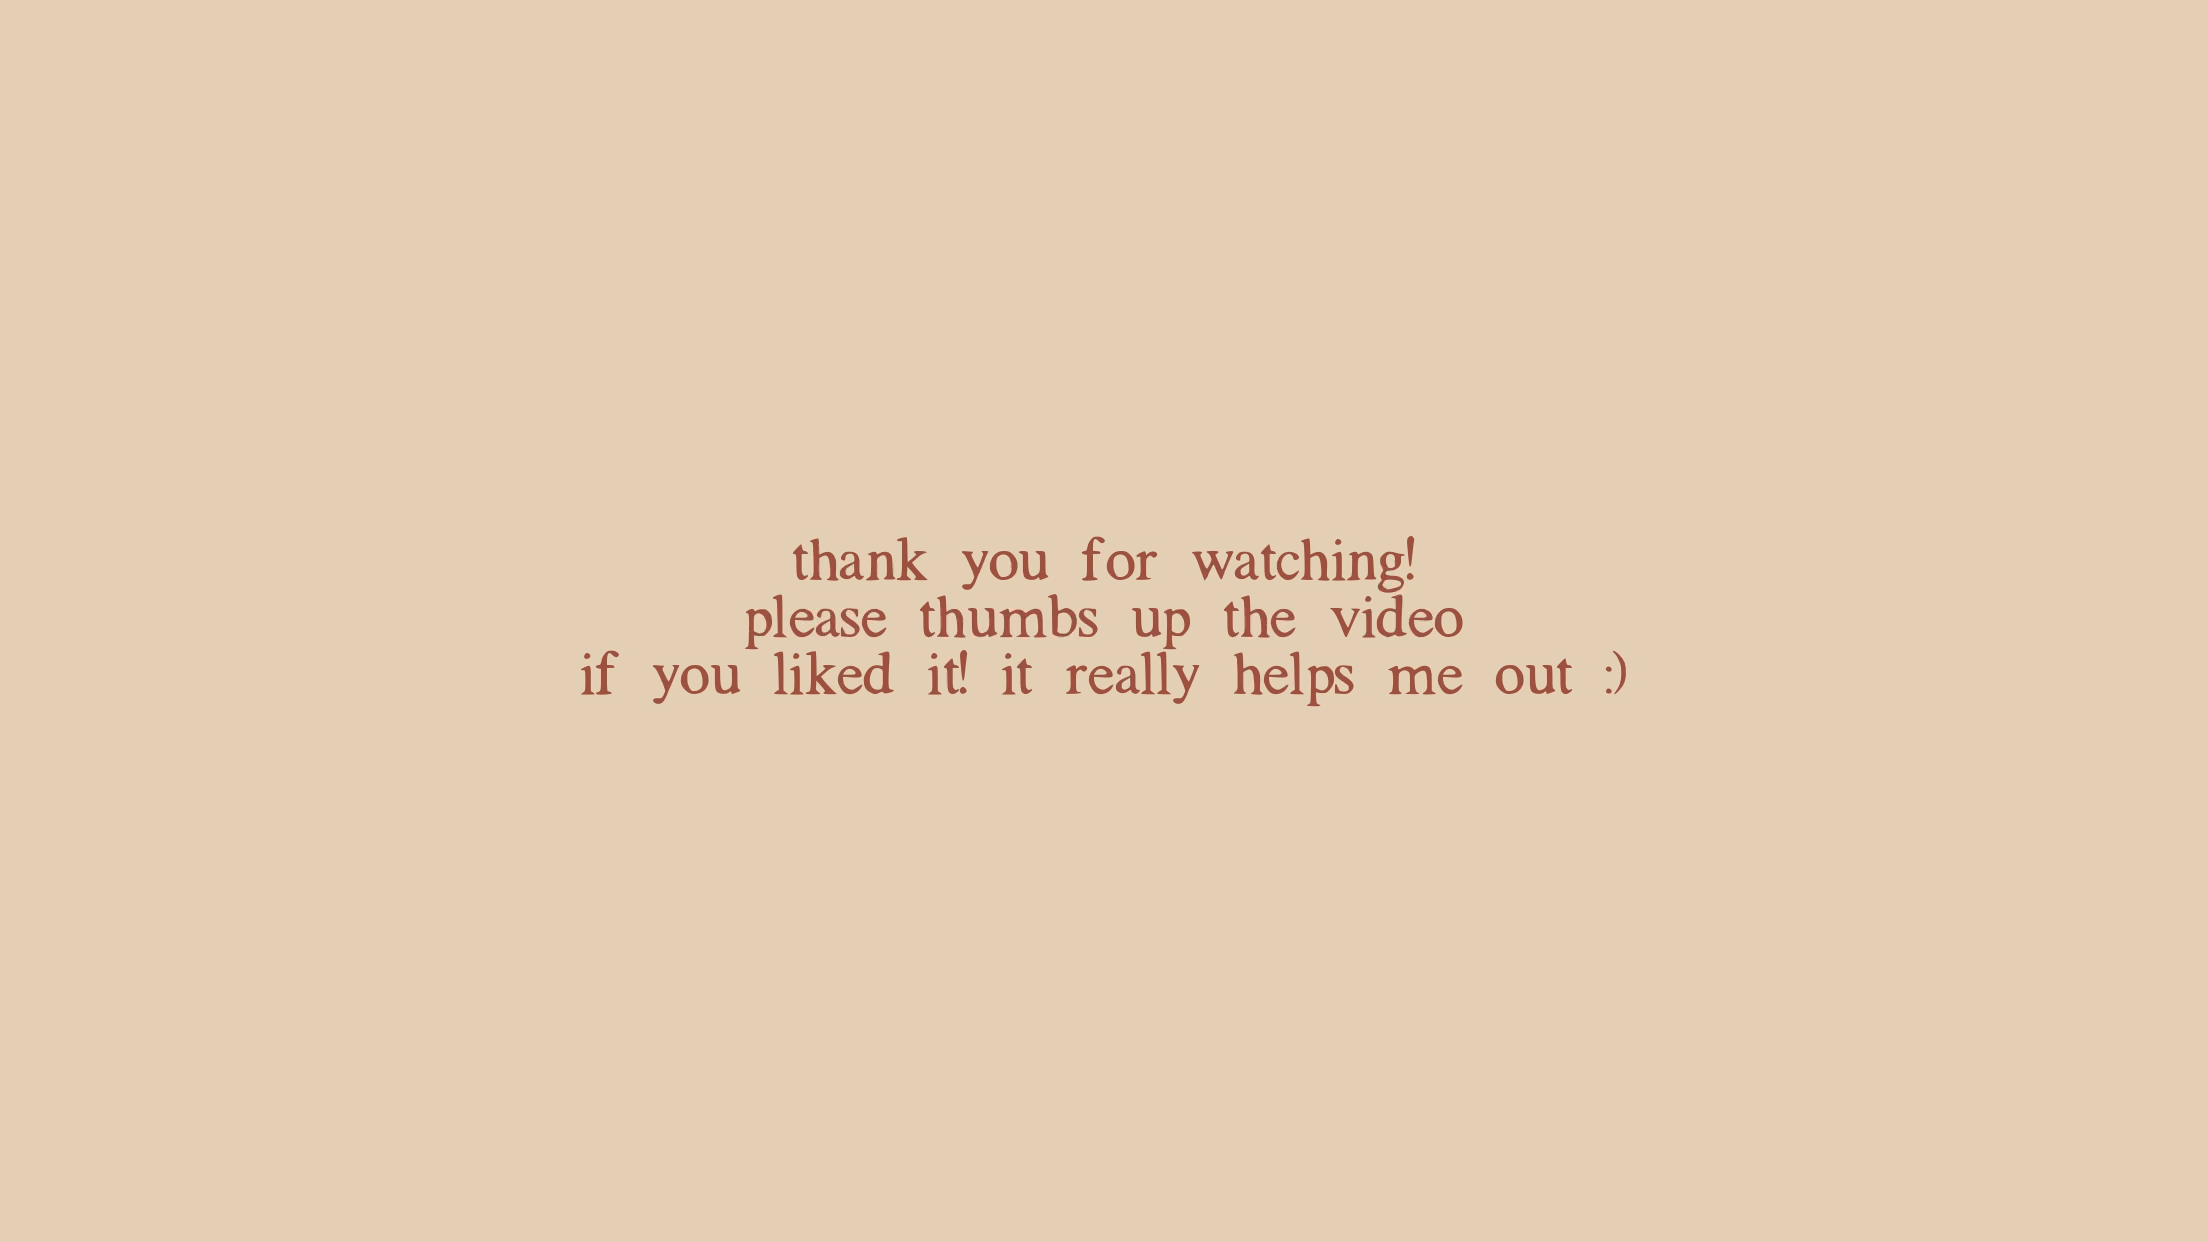 thank you for watching!
please thumbs up the video
if you liked it! it really helps me out :)